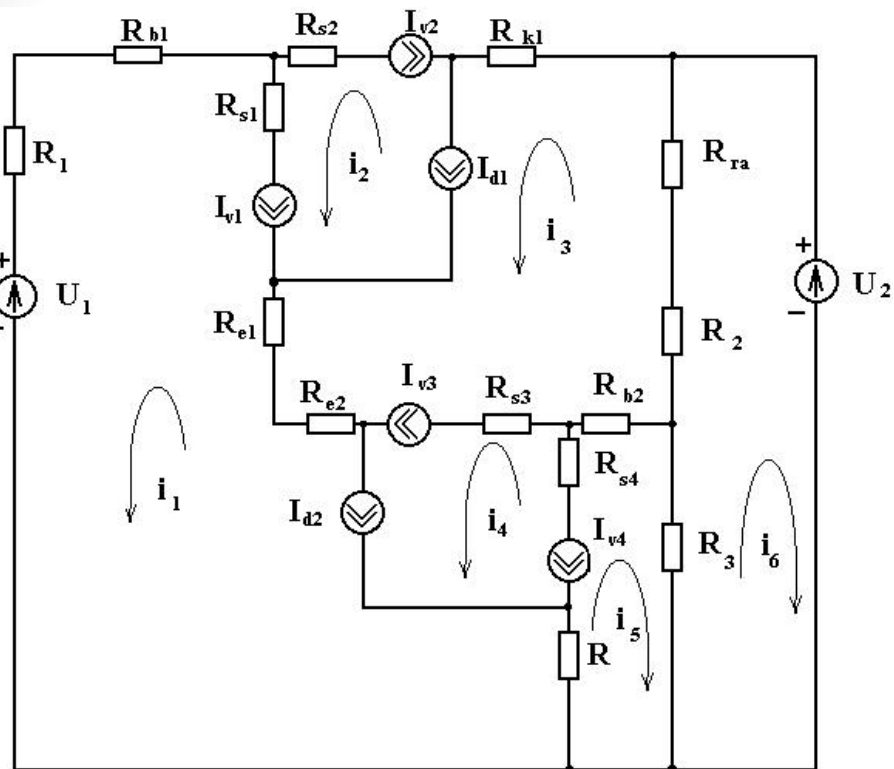 R b1
R s2
I v2
R k1
R s1
i 2
I d1
R ra
R 1
I v1
i 3
+
+
U 1
U 2
-
-
R e1
R 2
R e2
I v3
R s3
R b2
i 1
R s4
I d2
i 4
I v4
R 3
i 6
i 5
R